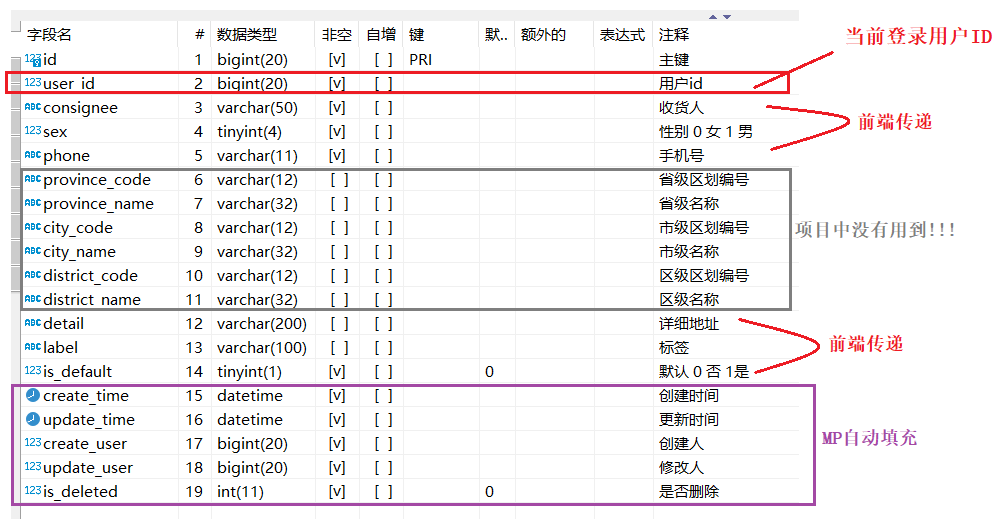 字段名 # 数据类型 非空 自增 键 默.. 额外的 表达式 注释
当前登录用户ID
123 id 1 bigint(20) [v] [ ] PRI 主键
123 user_id 2 bigint(20) [v] [ ] 用户id
ABC consignee 3 varchar(50) [v] [ ] 收货人
前端传递
123 sex 4 tinyint(4) [v] [ ] 性别 0 女 1 男
ABC phone 5 varchar(11) [v] [ ] 手机号
ABC province_code 6 varchar(12) [ ] [ ] 省级区划编号
ABC province_name 7 varchar(32) [ ] [ ] 省级名称
ABC city_code 8 varchar(12) [ ] [ ] 市级区划编号
项目中没有用到!!!
ABC city_name 9 varchar(32) [ ] [ ] 市级名称
ABC district_code 10 varchar(12) [ ] [ ] 区级区划编号
ABC district_name 11 varchar(32) [ ] [ ] 区级名称
ABC detail 12 varchar(200) [ ] [ ] 详细地址
ABC label 13 varchar(100) [ ] [ ] 标签
前端传递
123 is_default 14 tinyint(1) [v] [ ] 0 默认 0 否 1是
create_time 15 datetime [v] [ ] 创建时间
update_time 16 datetime [v] [ ] 更新时间
123 create_user 17 bigint(20) [v] [ ] 创建人
MP自动填充
123 update_user 18 bigint(20) [v] [ ] 修改人
123 is_deleted 19 int(11) [v] [ ] 0 是否删除